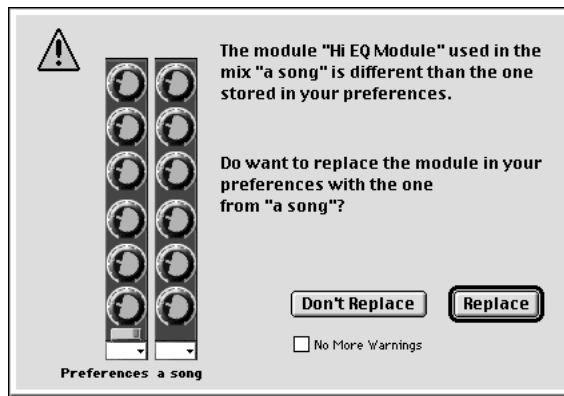 The module "Hi EQ Module" used in the
mix "a song" is different than the one
stored in your preferences.
Do want to replace the module in your
preferences with the one
from "a song"?
Don't Replace
Replace
No More Warnings
Preferences a song